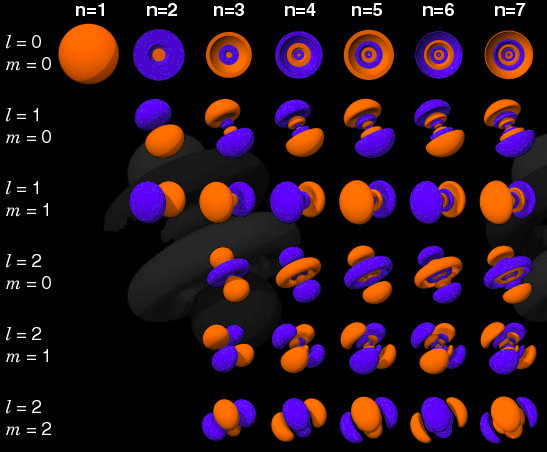 n=1 n=2 n=3 n=4 n=5 n=6 n=7
l = 0
m = 0
l = 1
m = 0
l = 1
m = 1
l = 2
m = 0
l = 2
m = 1
l = 2
m = 2